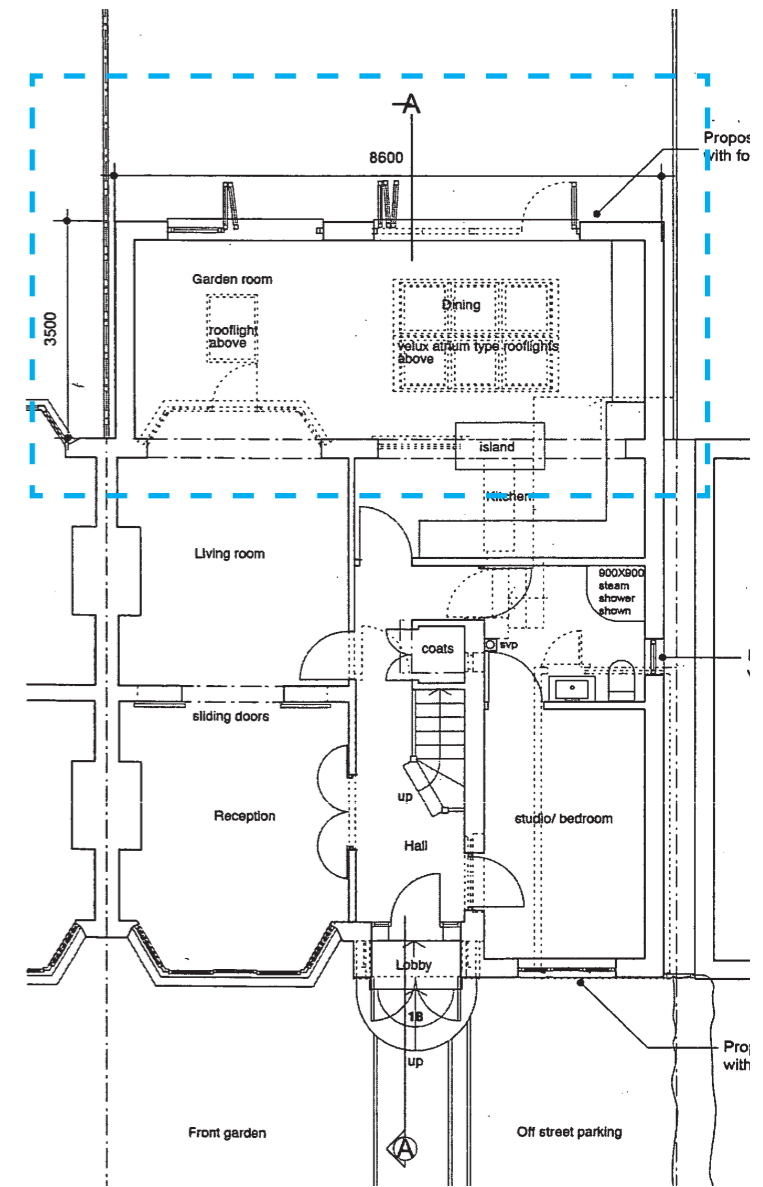 A
Propos
with fo
8600
Garden room
Dining
3500
rooflight
above
velux atrium type rooflights
above
island
Kitchen
Living room
900X900
steam
shower
shown
coats
svp
sliding doors
up
Reception
studio/ bedroom
Hall
Lobby
18
up
Prop
with
Front garden
Off street parking
A